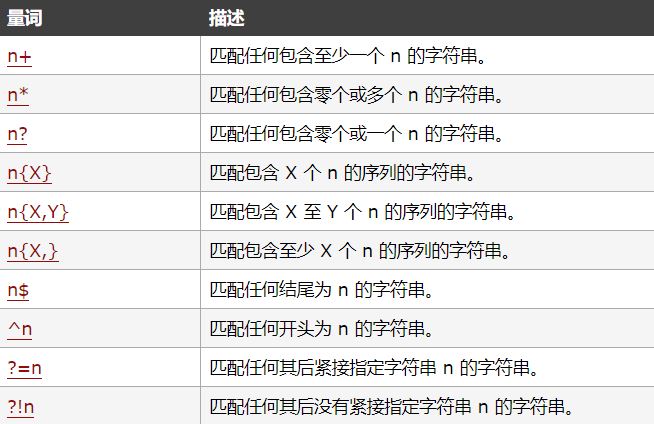 量词 描述
n+ 匹配任何包含至少一个 n 的字符串。
n* 匹配任何包含零个或多个 n 的字符串。
n? 匹配任何包含零个或一个 n 的字符串。
n{X} 匹配包含 X 个 n 的序列的字符串。
n{X,Y} 匹配包含 X 至 Y 个 n 的序列的字符串。
n{X,} 匹配包含至少 X 个 n 的序列的字符串。
n$ 匹配任何结尾为 n 的字符串。
^n 匹配任何开头为 n 的字符串。
?=n 匹配任何其后紧接指定字符串 n 的字符串。
?!n 匹配任何其后没有紧接指定字符串 n 的字符串。